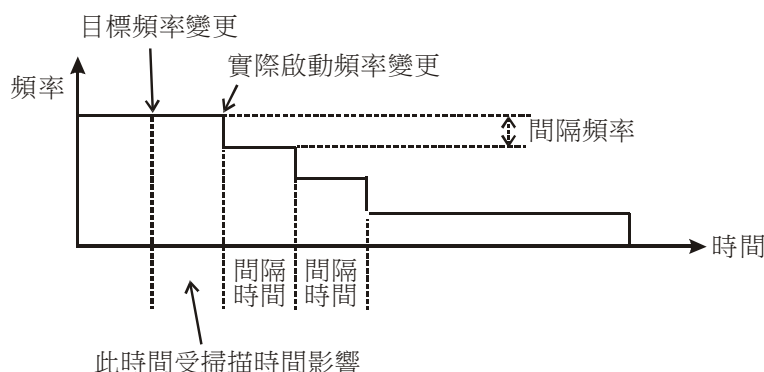 目標頻率變更
實際啟動頻率變更
頻率
間隔頻率
時間
間隔
時間
間隔
時間
此時間受掃描時間影響